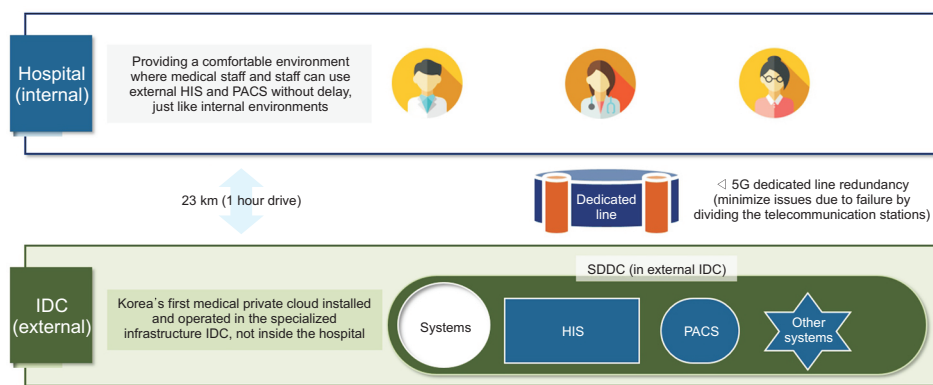 Hospital
(internal)
Providing a comfortable environment
where medical staff and staff can use
external HIS and PACS without delay,
just like internal environments
23 km (1 hour drive)
Dedicated
line
◁ 5G dedicated line redundancy
(minimize issues due to failure by
dividing the telecommunication stations)
IDC
(external)
Korea's first medical private cloud installed
and operated in the specialized
infrastructure IDC, not inside the hospital
SDDC (in external IDC)
Systems
HIS
PACS
Other
systems